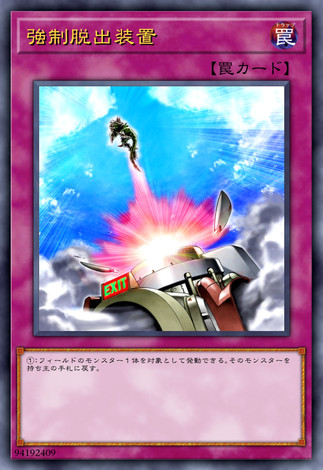 強制脱出装置
トラップ
罠
【罠カード】
EXIT
①:フィールドのモンスター1体を対象として発動できる。そのモンスターを
持ち主の手札に戻す。
94192409